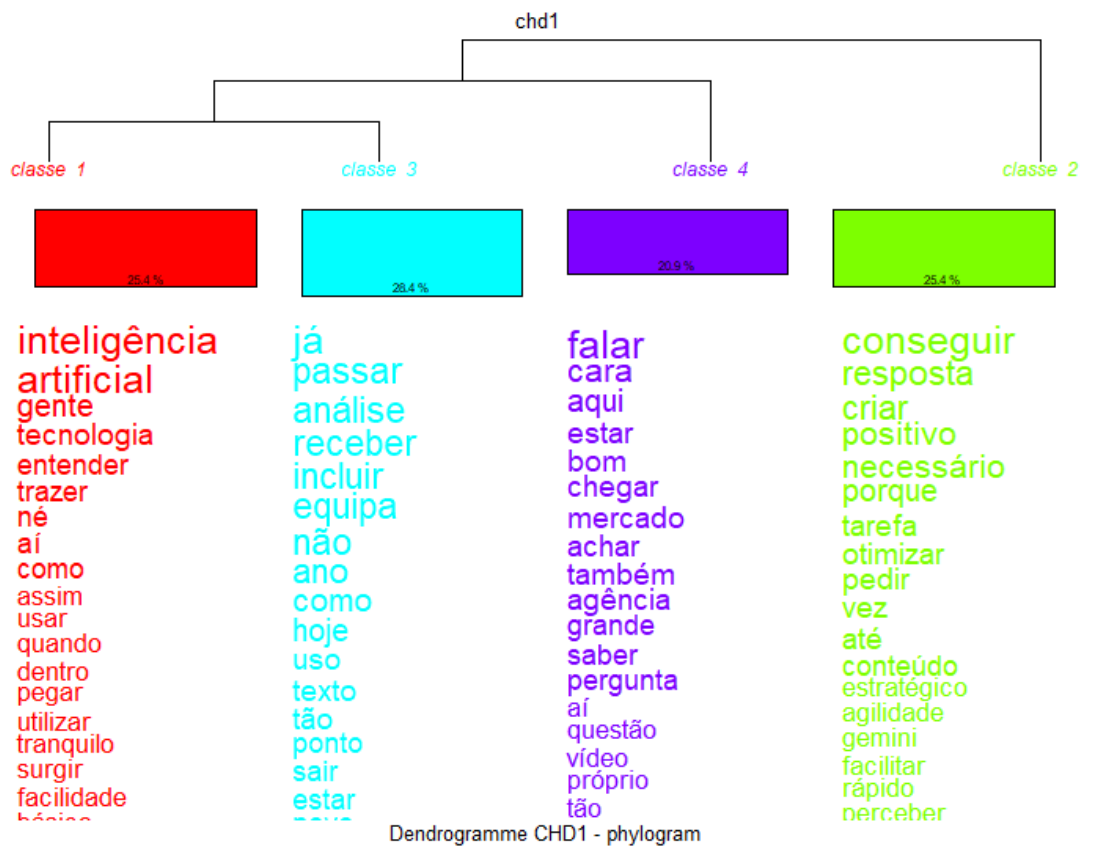 chd1
classe 1
classe 3
classe 4
classe 2
25.4 %
28.4 %
20.9 %
25.4 %
inteligência
artificial
gente
tecnologia
entender
trazer
né
aí
como
assim
usar
quando
dentro
pegar
utilizar
tranquilo
surgir
facilidade
já
passar
análise
receber
incluir
equipa
não
ano
como
hoje
uso
texto
tão
ponto
sair
estar
falar
cara
aqui
estar
bom
chegar
mercado
achar
também
agência
grande
saber
pergunta
aí
questão
vídeo
próprio
tão
conseguir
resposta
criar
positivo
necessário
porque
tarefa
otimizar
pedir
vez
até
conteúdo
estratégico
agilidade
gemini
facilitar
rápido
perceber
Dendrogramme CHD1 - phylogram